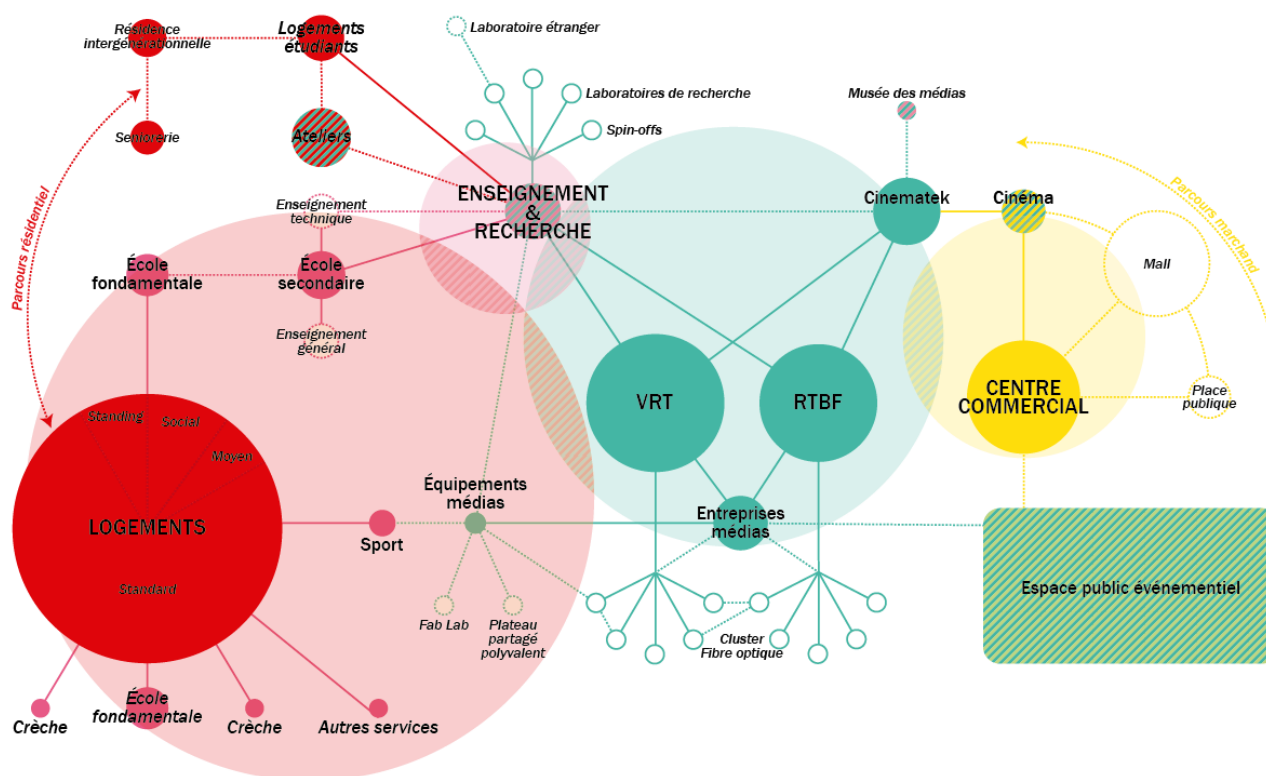 Résidence
intergénérationnelle
Logements
étudiants
Laboratoire étranger
Laboratoires de recherche
Spin-offs
Musée des médias
Seniorerie
Ateliers
Parcours résidentiel
Enseignement
technique
ENSEIGNEMENT
&
RECHERCHE
Cinematek
Cinéma
Parcours marchand
Mall
École
fondamentale
École
secondaire
Enseignement
général
VRT
RTBF
CENTRE
COMMERCIAL
Place
publique
Standing
Social
Moyen
LOGEMENTS
Standard
Sport
Équipements
médias
Entreprises
médias
Espace public événementiel
Fab Lab
Plateau
partagé
polyvalent
Cluster
Fibre optique
Crèche
École
fondamentale
Crèche
Autres services